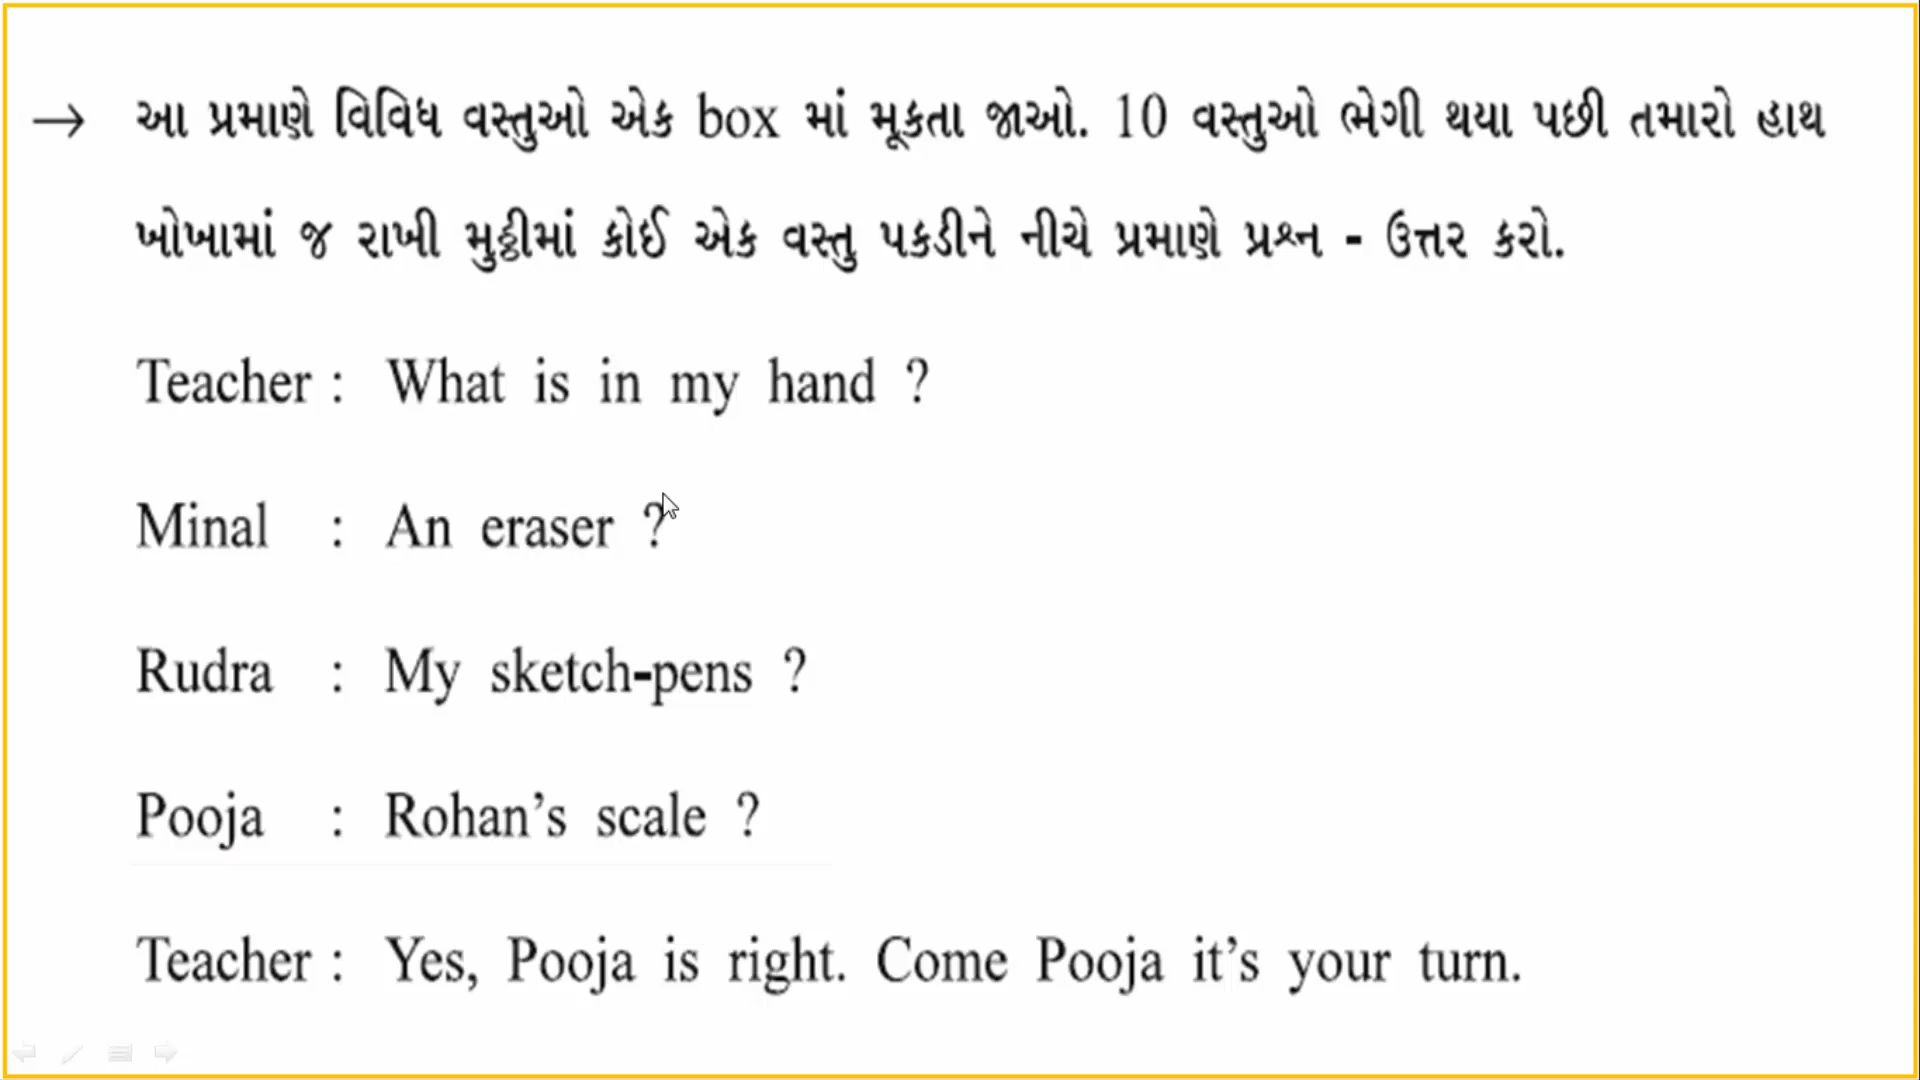 → આ પ્રમાણે વિવિધ વસ્તુઓ એક box માં મૂકતા જાઓ. 10 વસ્તુઓ ભેગી થયા પછી તમારો હાથ
ખોખામાં જ રાખી મુઠ્ઠીમાં કોઈ એક વસ્તુ પકડીને નીચે પ્રમાણે પ્રશ્ન - ઉત્તર કરો.
Teacher : What is in my hand ?
Minal : An eraser ?
Rudra : My sketch-pens ?
Pooja : Rohan’s scale ?
Teacher : Yes, Pooja is right. Come Pooja it’s your turn.